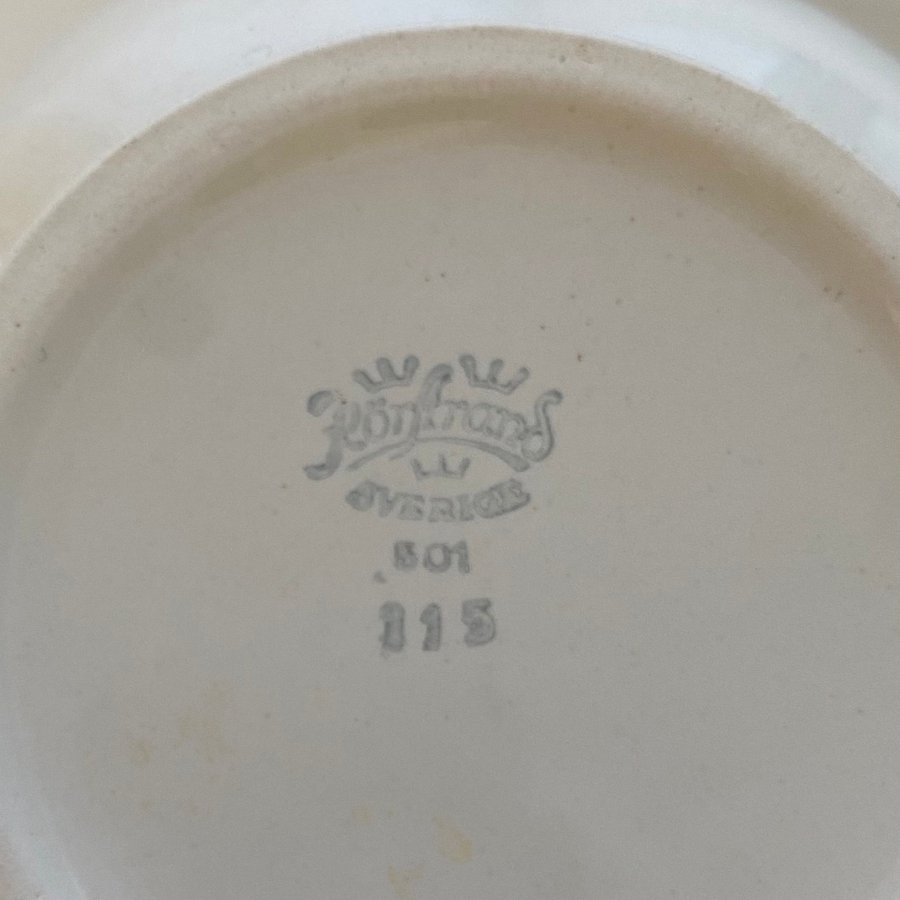 Rörstrand
SVERIGE
501
115